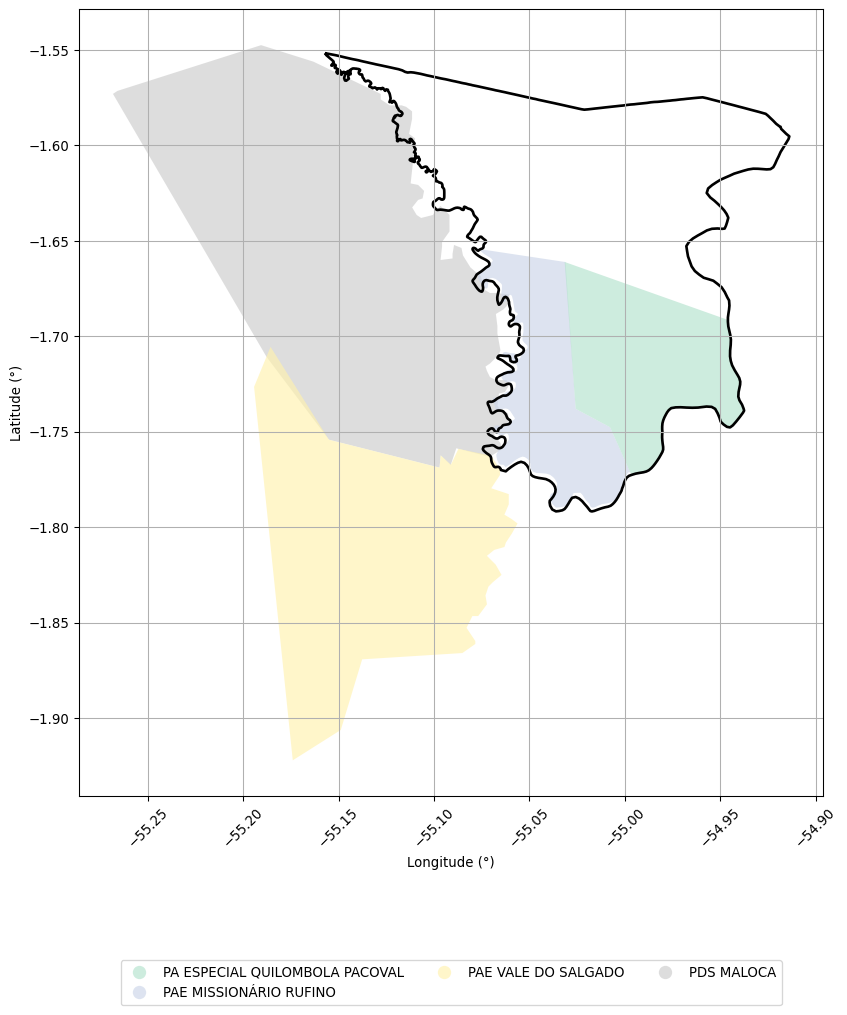 −1.55
−1.60
−1.65
−1.70
−1.75
−1.80
−1.85
−1.90
Latitude (°)
−55.25
−55.20
−55.15
−55.10
−55.05
−55.00
−54.95
−54.90
Longitude (°)
PA ESPECIAL QUILOMBOLA PACOVAL
PAE VALE DO SALGADO
PDS MALOCA
PAE MISSIONÁRIO RUFINO